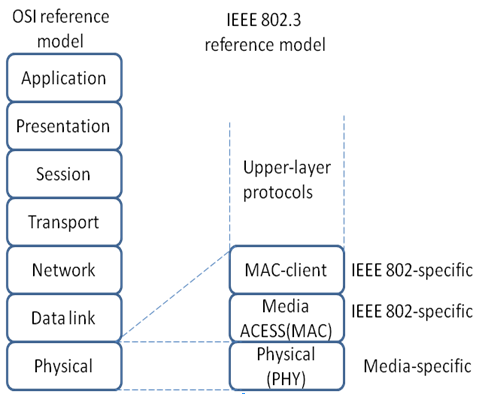 OSI reference
model
IEEE 802.3
reference model
Application
Presentation
Session
Transport
Network
Data link
Physical
Upper-layer
protocols
MAC-client
IEEE 802-specific
Media
ACESS(MAC)
IEEE 802-specific
Physical
(PHY)
Media-specific